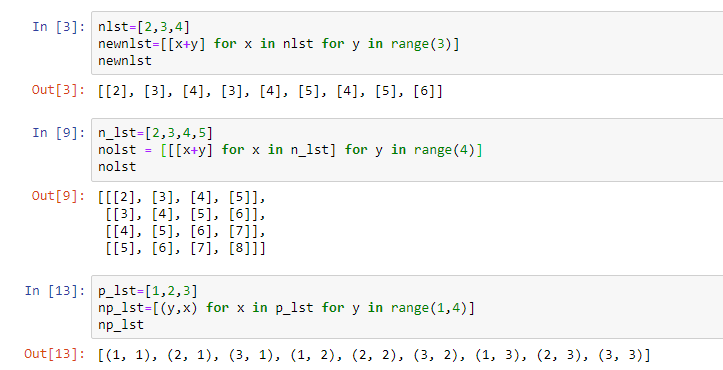 In [3]: nlst=[2,3,4]
newnlst=[[x+y] for x in nlst for y in range(3)]
newnlst
Out[3]: [[2], [3], [4], [3], [4], [5], [4], [5], [6]]
In [9]: n_lst=[2,3,4,5]
nolst = [[[x+y] for x in n_lst] for y in range(4)]
nolst
Out[9]: [[[2], [3], [4], [5]],
[[3], [4], [5], [6]],
[[4], [5], [6], [7]],
[[5], [6], [7], [8]]]
In [13]: p_lst=[1,2,3]
np_lst=[(y,x) for x in p_lst for y in range(1,4)]
np_lst
Out[13]: [(1, 1), (2, 1), (3, 1), (1, 2), (2, 2), (3, 2), (1, 3), (2, 3), (3, 3)]